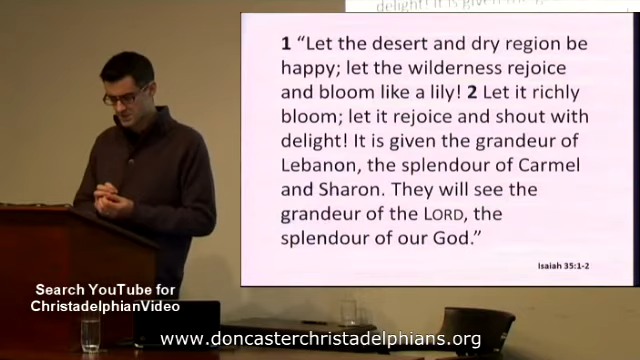 delight! It is given the grandeur of
1 “Let the desert and dry region be
happy; let the wilderness rejoice
and bloom like a lily! 2 Let it richly
bloom; let it rejoice and shout with
delight! It is given the grandeur of
Lebanon, the splendour of Carmel
and Sharon. They will see the
grandeur of the LORD, the
splendour of our God.”
Isaiah 35:1-2
Search YouTube for
ChristadelphianVideo
www.doncasterchristadelphians.org